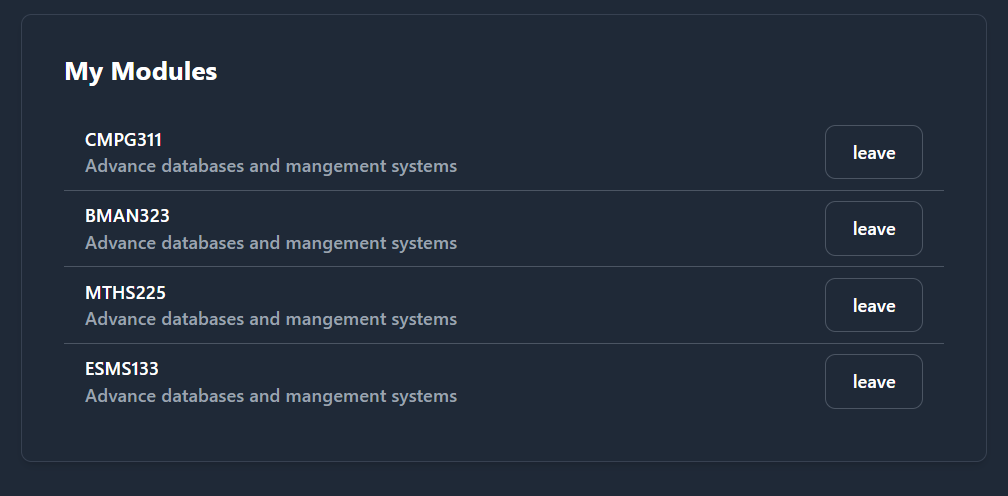 My Modules
CMPG311
Advance databases and mangement systems
leave
BMAN323
Advance databases and mangement systems
leave
MTHS225
Advance databases and mangement systems
leave
ESMS133
Advance databases and mangement systems
leave